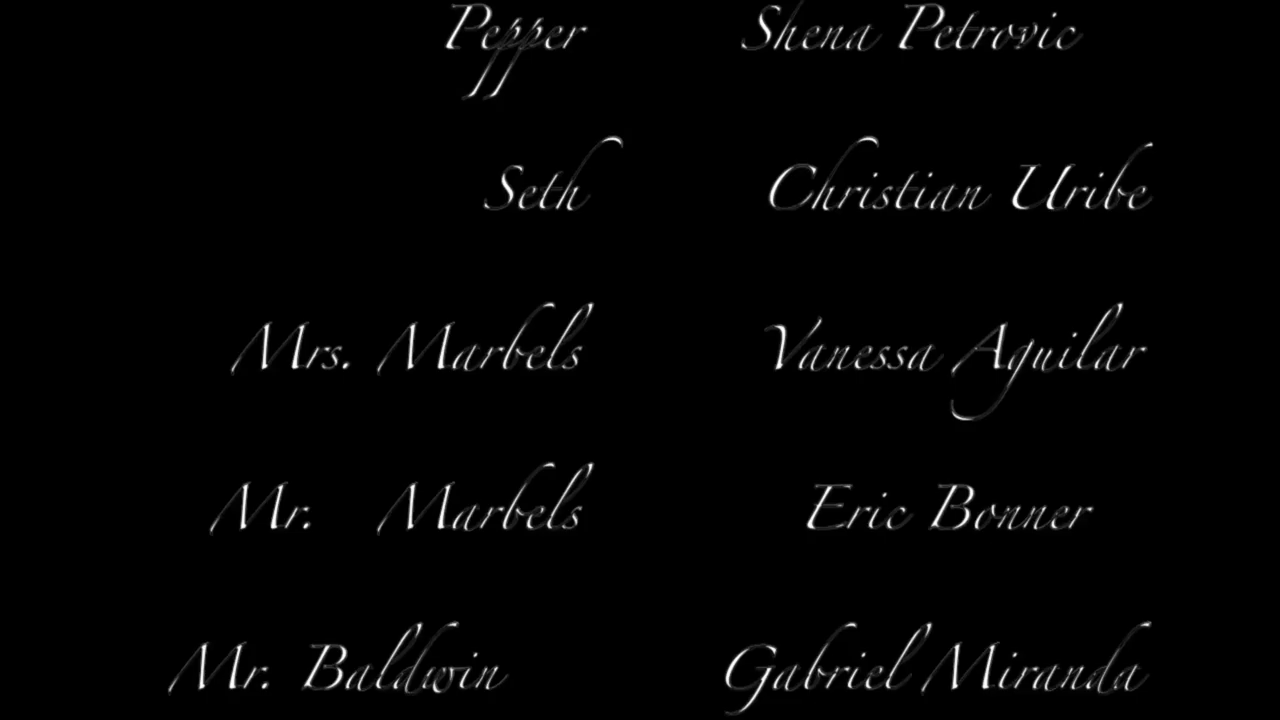 Pepper Shena Petrovic
Seth Christian Uribe
Mrs. Marbels Vanessa Aguilar
Mr. Marbels Eric Bonner
Mr. Baldwin Gabriel Miranda